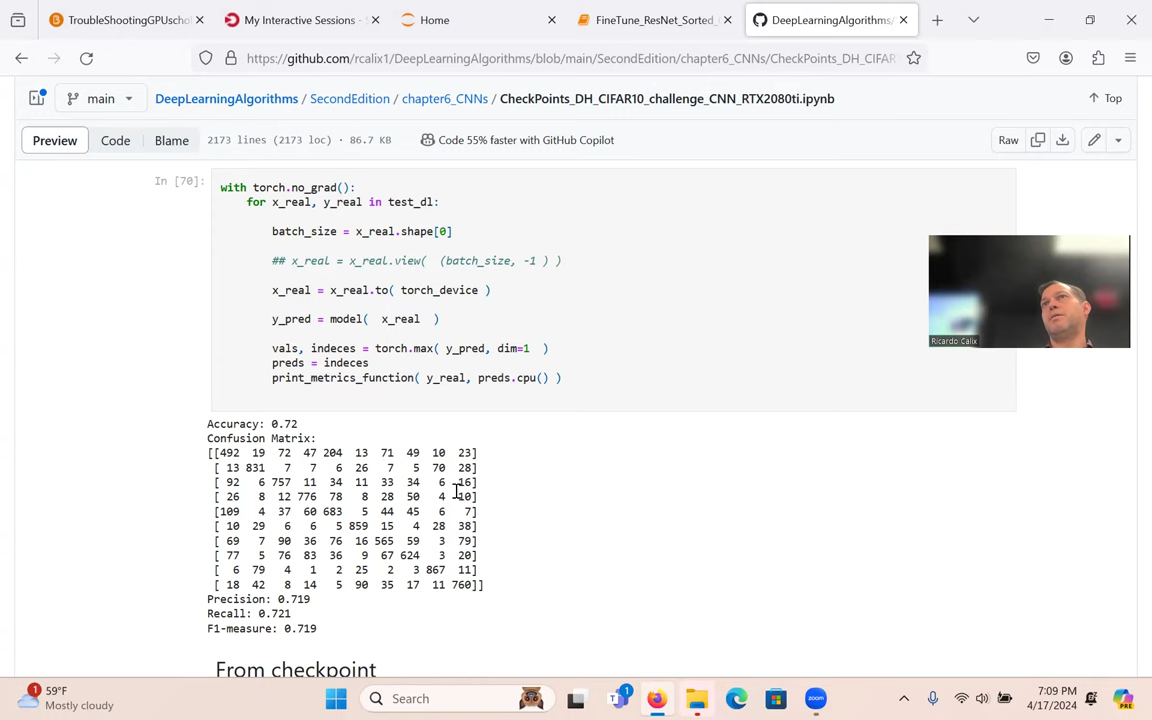 TroubleShootingGPUschol
My Interactive Sessions -
Home
FineTune_ResNet_Sorted_
DeepLearningAlgorithms/
https://github.com/rcalix1/DeepLearningAlgorithms/blob/main/SecondEdition/chapter6_CNNs/CheckPoints_DH_CIFAR
main
DeepLearningAlgorithms / SecondEdition / chapter6_CNNs / CheckPoints_DH_CIFAR10_challenge_CNN_RTX2080ti.ipynb
Top
Preview
Code
Blame
2173 lines (2173 loc) · 86.7 KB
Code 55% faster with GitHub Copilot
Raw
In [70]:
with torch.no_grad():
for x_real, y_real in test_dl:
batch_size = x_real.shape[0]
## x_real = x_real.view( (batch_size, -1 ) )
x_real = x_real.to( torch_device )
y_pred = model( x_real )
vals, indeces = torch.max( y_pred, dim=1 )
preds = indeces
print_metrics_function( y_real, preds.cpu() )
Ricardo Calix
Accuracy: 0.72
Confusion Matrix:
[[492 19 72 47 204 13 71 49 10 23]
[ 13 831 7 7 6 26 7 5 70 28]
[ 92 6 757 11 34 11 33 34 6 16]
[ 26 8 12 776 78 8 28 50 4 10]
[109 4 37 60 683 5 44 45 6 7]
[ 10 29 6 6 5 859 15 4 28 38]
[ 69 7 90 36 76 16 565 59 3 79]
[ 77 5 76 83 36 9 67 624 3 20]
[ 6 79 4 1 2 25 2 3 867 11]
[ 18 42 8 14 5 90 35 17 11 760]]
Precision: 0.719
Recall: 0.721
F1-measure: 0.719
From checkpoint
1
59°F
Mostly cloudy
Search
1
zoom
7:09 PM
4/17/2024
PRE